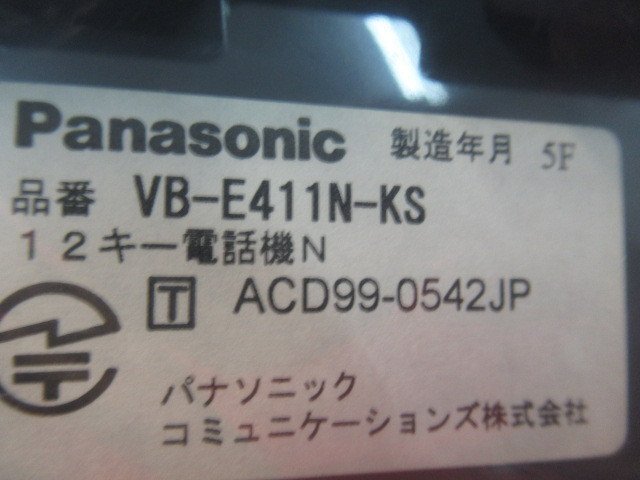 Panasonic 製造年月 5F
品番 VB-E411N-KS
12キー電話機N
T ACD99-0542JP
パナソニック
コミュニケーションズ株式会社